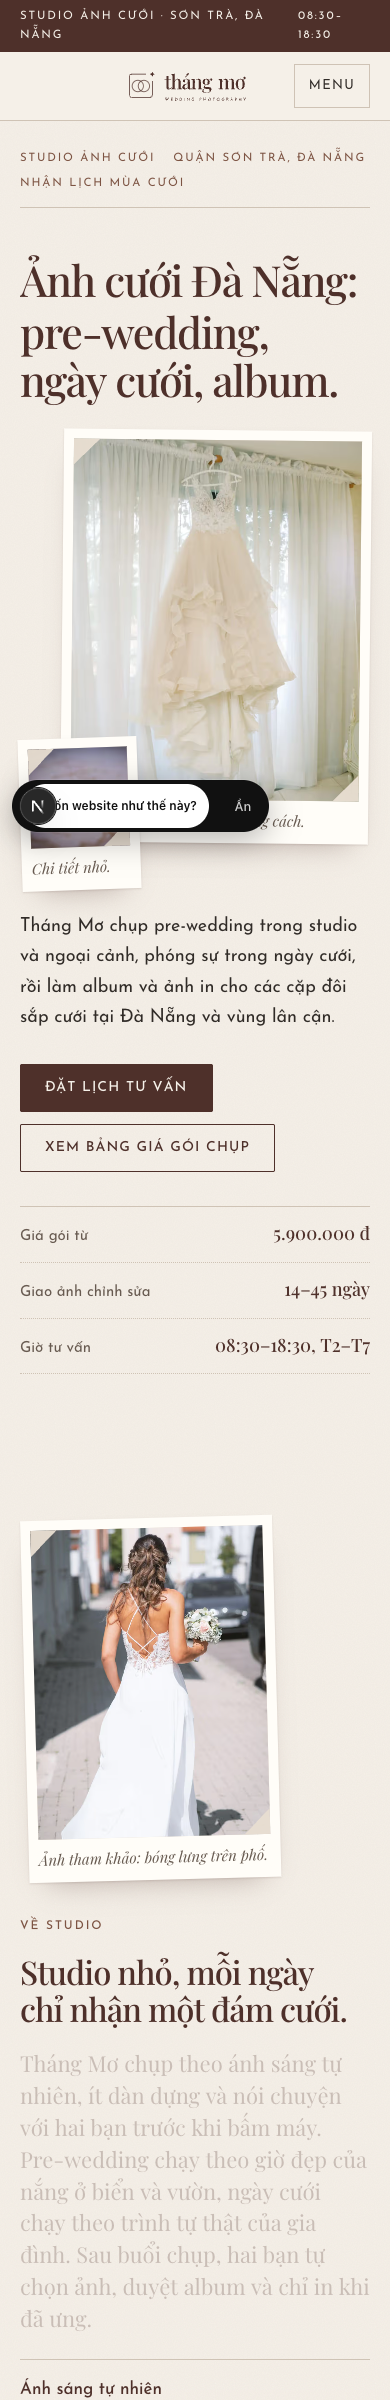 STUDIO ẢNH CƯỚI · SƠN TRÀ, ĐÀ NẴNG
08:30–18:30
tháng mơ
WEDDING PHOTOGRAPHY
MENU
STUDIO ẢNH CƯỚI QUẬN SƠN TRÀ, ĐÀ NẴNG
NHẬN LỊCH MÙA CƯỚI
Ảnh cưới Đà Nẵng:
pre-wedding,
ngày cưới, album.
website như thế này?
Ẩn
cách.
Chi tiết nhỏ.
Tháng Mơ chụp pre-wedding trong studio
và ngoại cảnh, phóng sự trong ngày cưới,
rồi làm album và ảnh in cho các cặp đôi
sắp cưới tại Đà Nẵng và vùng lân cận.
ĐẶT LỊCH TƯ VẤN
XEM BẢNG GIÁ GÓI CHỤP
Giá gói từ 5.900.000 đ
Giao ảnh chỉnh sửa 14–45 ngày
Giờ tư vấn 08:30–18:30, T2–T7
Ảnh tham khảo: bóng lưng trên phố.
VỀ STUDIO
Studio nhỏ, mỗi ngày
chỉ nhận một đám cưới.
Tháng Mơ chụp theo ánh sáng tự
nhiên, ít dàn dựng và nói chuyện
với hai bạn trước khi bấm máy.
Pre-wedding chạy theo giờ đẹp của
nắng ở biển và vườn, ngày cưới
chạy theo trình tự thật của gia
đình. Sau buổi chụp, hai bạn tự
chọn ảnh, duyệt album và chỉ in khi
đã ưng.
Ánh sáng tự nhiên